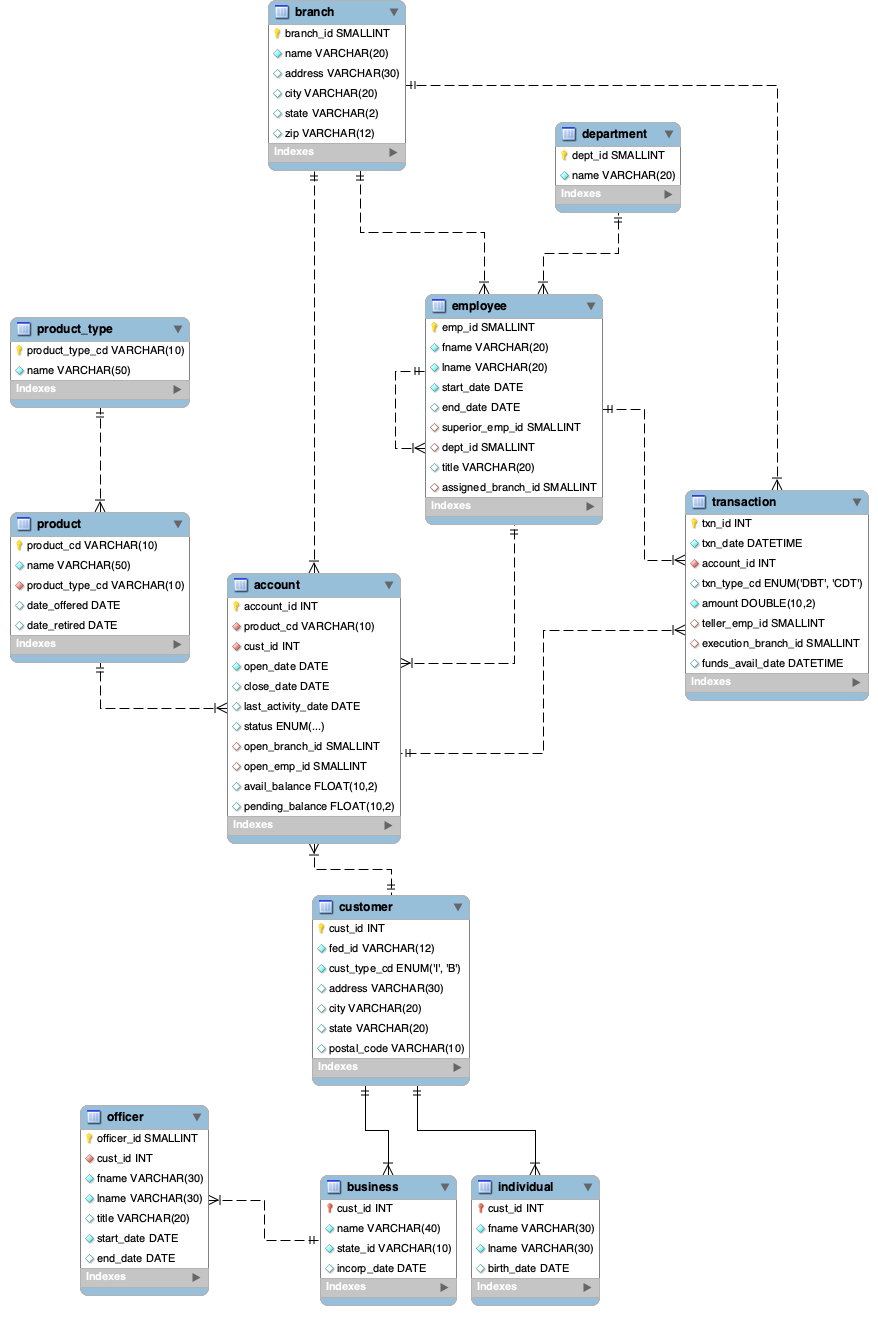 branch
branch_id SMALLINT
name VARCHAR(20)
address VARCHAR(30)
city VARCHAR(20)
state VARCHAR(2)
zip VARCHAR(12)
Indexes
department
dept_id SMALLINT
name VARCHAR(20)
Indexes
employee
emp_id SMALLINT
fname VARCHAR(20)
lname VARCHAR(20)
start_date DATE
end_date DATE
superior_emp_id SMALLINT
dept_id SMALLINT
title VARCHAR(20)
assigned_branch_id SMALLINT
Indexes
product_type
product_type_cd VARCHAR(10)
name VARCHAR(50)
Indexes
product
product_cd VARCHAR(10)
name VARCHAR(50)
product_type_cd VARCHAR(10)
date_offered DATE
date_retired DATE
Indexes
transaction
txn_id INT
txn_date DATETIME
account_id INT
txn_type_cd ENUM('DBT', 'CDT')
amount DOUBLE(10,2)
teller_emp_id SMALLINT
execution_branch_id SMALLINT
funds_avail_date DATETIME
Indexes
account
account_id INT
product_cd VARCHAR(10)
cust_id INT
open_date DATE
close_date DATE
last_activity_date DATE
status ENUM(...)
open_branch_id SMALLINT
open_emp_id SMALLINT
avail_balance FLOAT(10,2)
pending_balance FLOAT(10,2)
Indexes
customer
cust_id INT
fed_id VARCHAR(12)
cust_type_cd ENUM('I', 'B')
address VARCHAR(30)
city VARCHAR(20)
state VARCHAR(20)
postal_code VARCHAR(10)
Indexes
officer
officer_id SMALLINT
cust_id INT
fname VARCHAR(30)
lname VARCHAR(30)
title VARCHAR(20)
start_date DATE
end_date DATE
Indexes
business
cust_id INT
name VARCHAR(40)
state_id VARCHAR(10)
incorp_date DATE
Indexes
individual
cust_id INT
fname VARCHAR(30)
lname VARCHAR(30)
birth_date DATE
Indexes